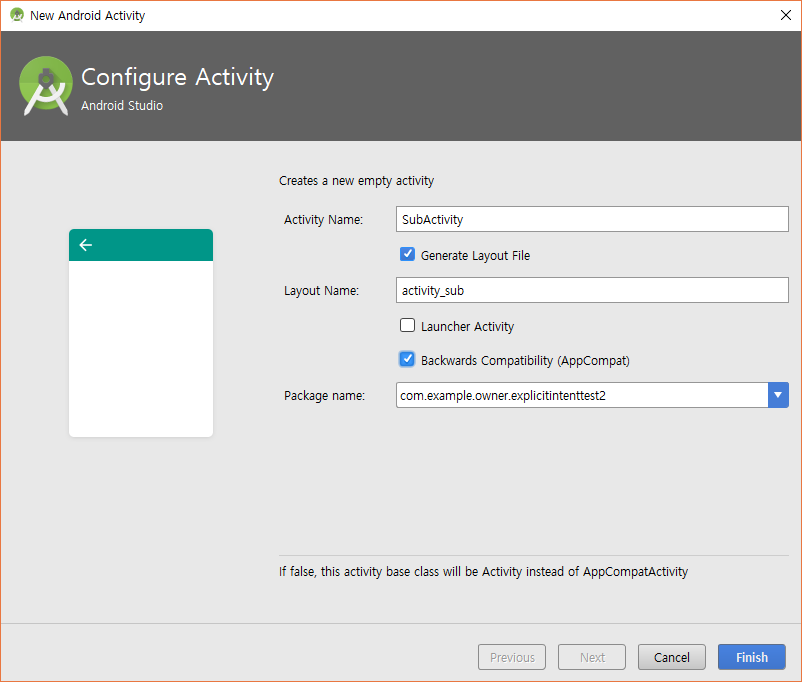 New Android Activity
Configure Activity
Android Studio
Creates a new empty activity
Activity Name: SubActivity
Generate Layout File
Layout Name: activity_sub
Launcher Activity
Backwards Compatibility (AppCompat)
Package name: com.example.owner.explicitintenttest2
If false, this activity base class will be Activity instead of AppCompatActivity
Previous Next Cancel Finish